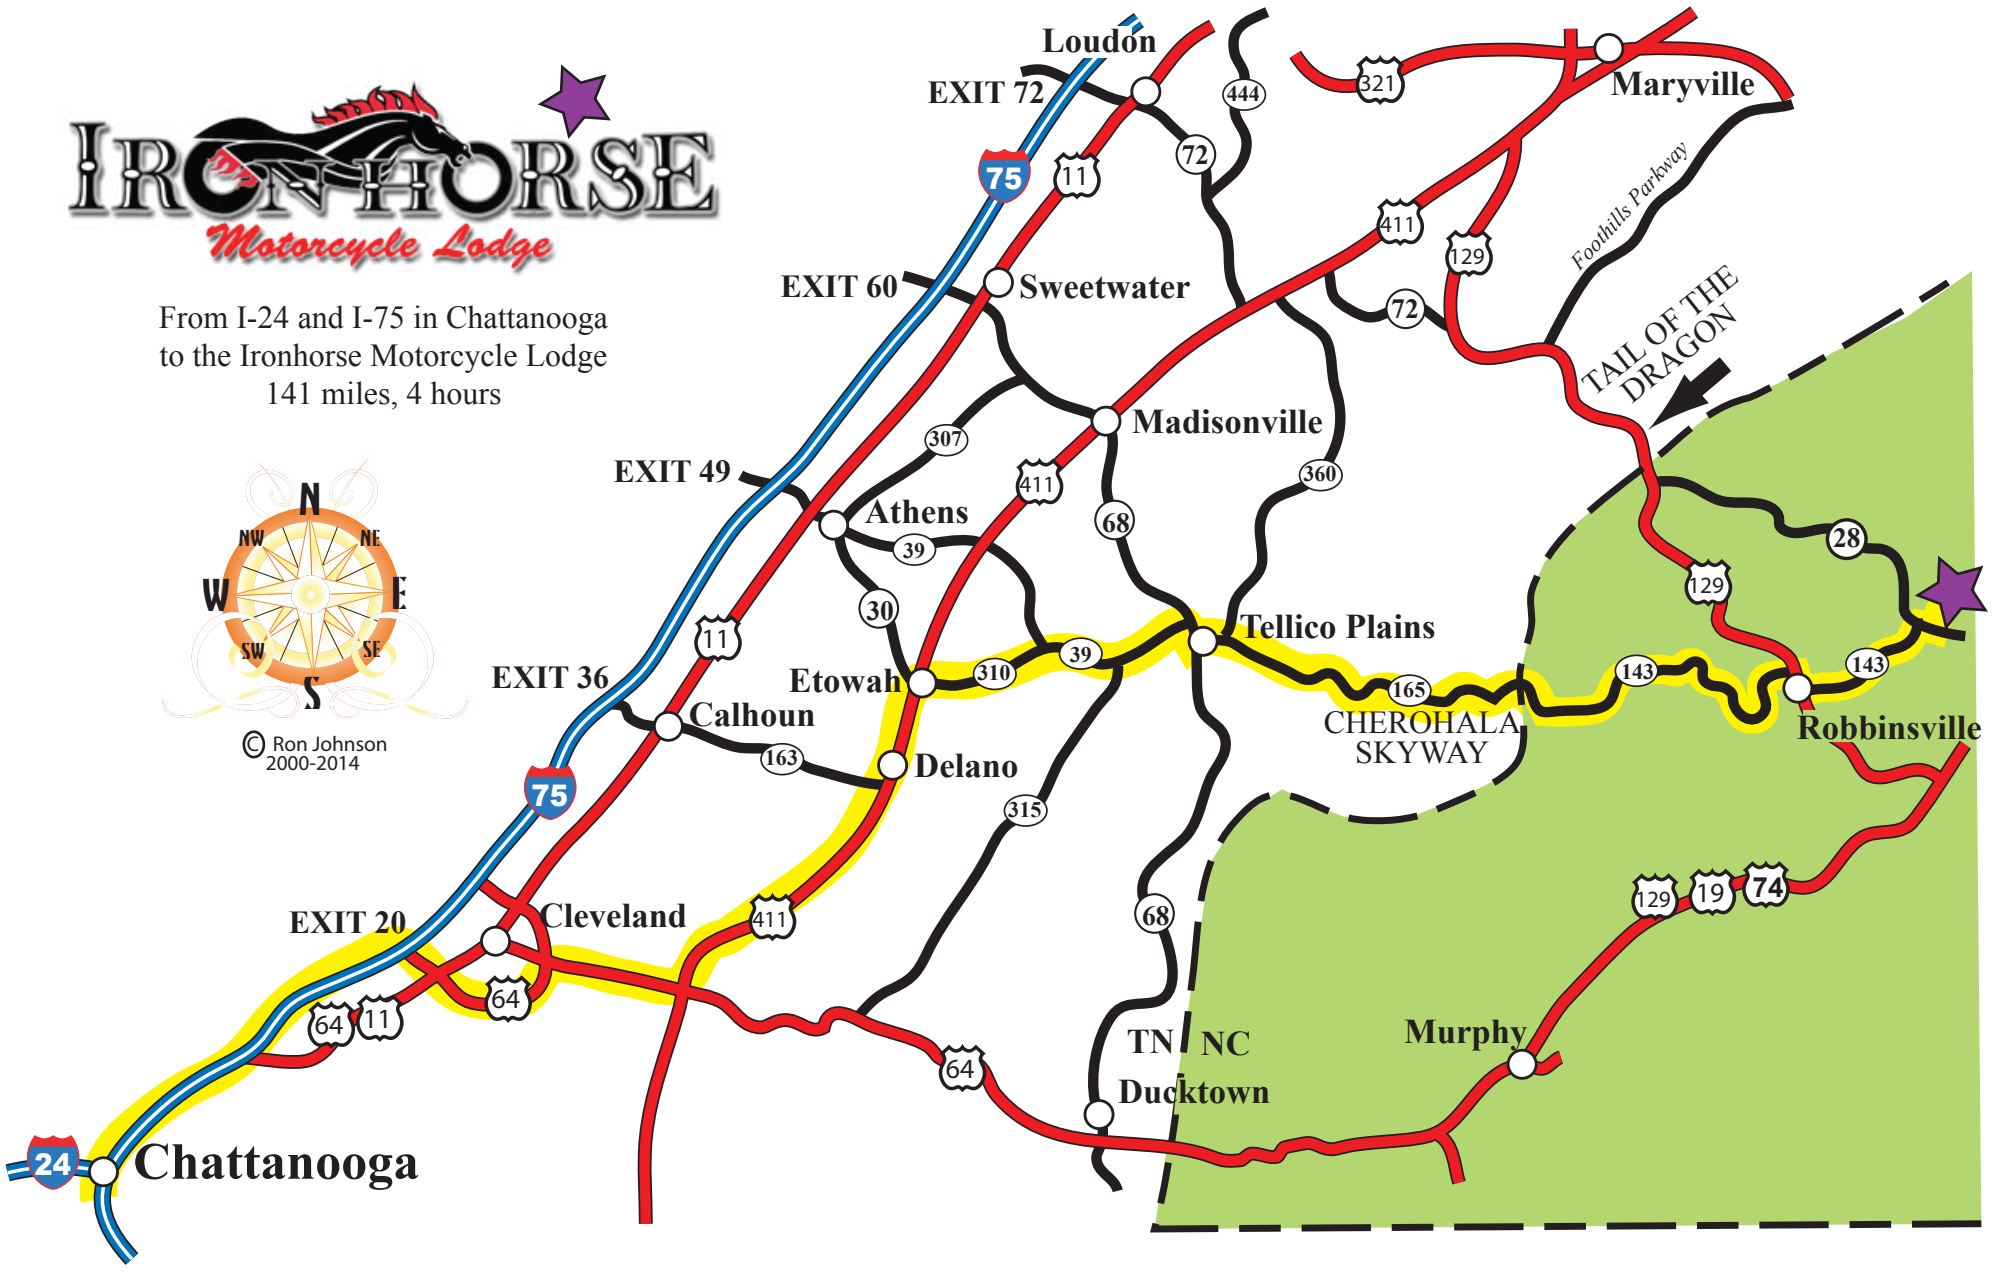 IRONHORSE
Motorcycle Lodge
From I-24 and I-75 in Chattanooga
to the Ironhorse Motorcycle Lodge
141 miles, 4 hours
N
NW
NE
W
E
SW
SE
S
© Ron Johnson
2000-2014
Loudon
EXIT 72
444
321
Maryville
72
75
11
Foothills Parkway
411
129
EXIT 60
Sweetwater
72
TAIL OF THE
DRAGON
Madisonville
307
EXIT 49
411
360
Athens
68
39
28
129
30
11
Tellico Plains
39
310
EXIT 36
Etowah
165
143
143
Calhoun
CHEROHALA
SKYWAY
Robbinsville
163
Delano
75
315
129
19
74
EXIT 20
Cleveland
411
68
64
64
11
TN
NC
Murphy
64
Ducktown
24
Chattanooga